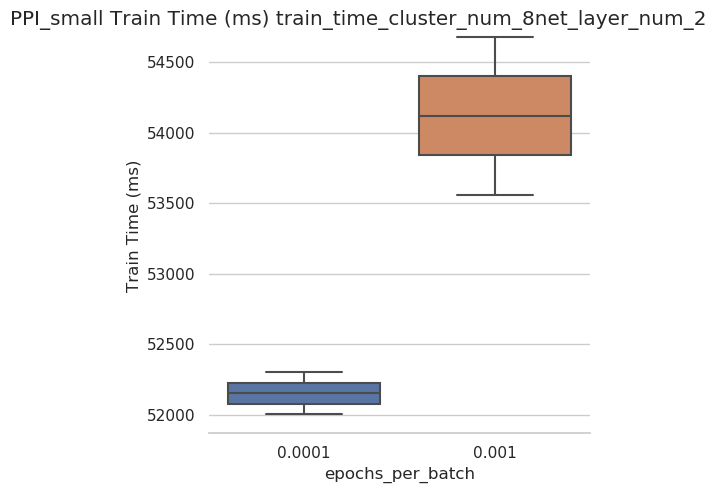 PPI_small Train Time (ms) train_time_cluster_num_8net_layer_num_2
54500
54000
53500
53000
52500
52000
Train Time (ms)
0.0001 0.001
epochs_per_batch